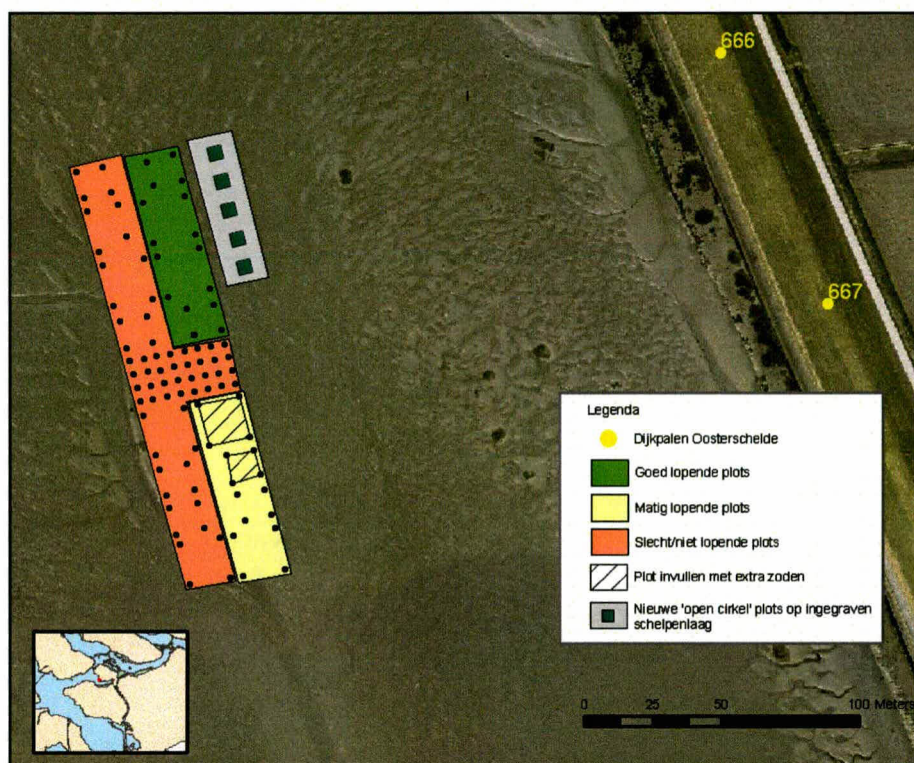 666
667
Legenda
Dijkpalen Oosterschelde
Goed lopende plots
Matig lopende plots
Slecht/niet lopende plots
Plot invullen met extra zoden
Nieuwe 'open cirkel' plots op ingegraven
schelpenlaag
0 25 50 100 Meters